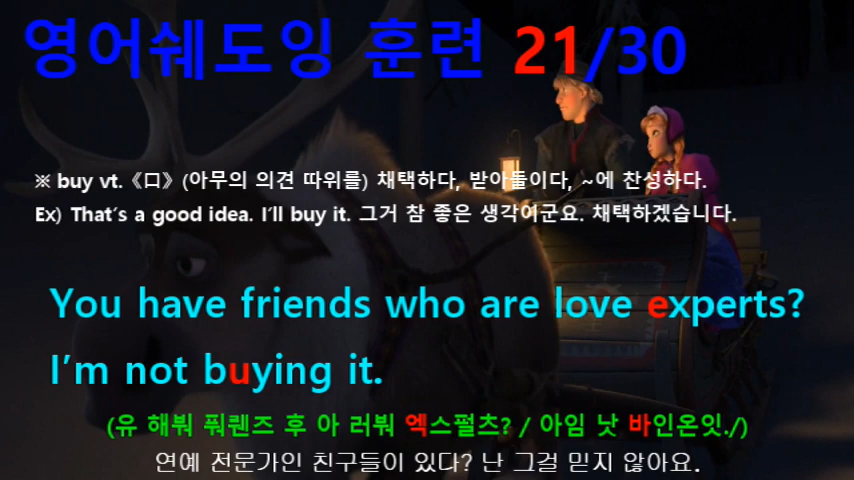 영어쉐도잉 훈련 21/30
※ buy vt.《口》(아무의 의견 따위를) 채택하다, 받아들이다, ~에 찬성하다.
Ex) That's a good idea. I'll buy it. 그거 참 좋은 생각이군요. 채택하겠습니다.
You have friends who are love experts?
I'm not buying it.
(유 해붜 풔렌즈 후 아 러붜 엑스펄츠? / 아임 낫 바인온잇./)
연예 전문가인 친구들이 있다? 난 그걸 믿지 않아요.